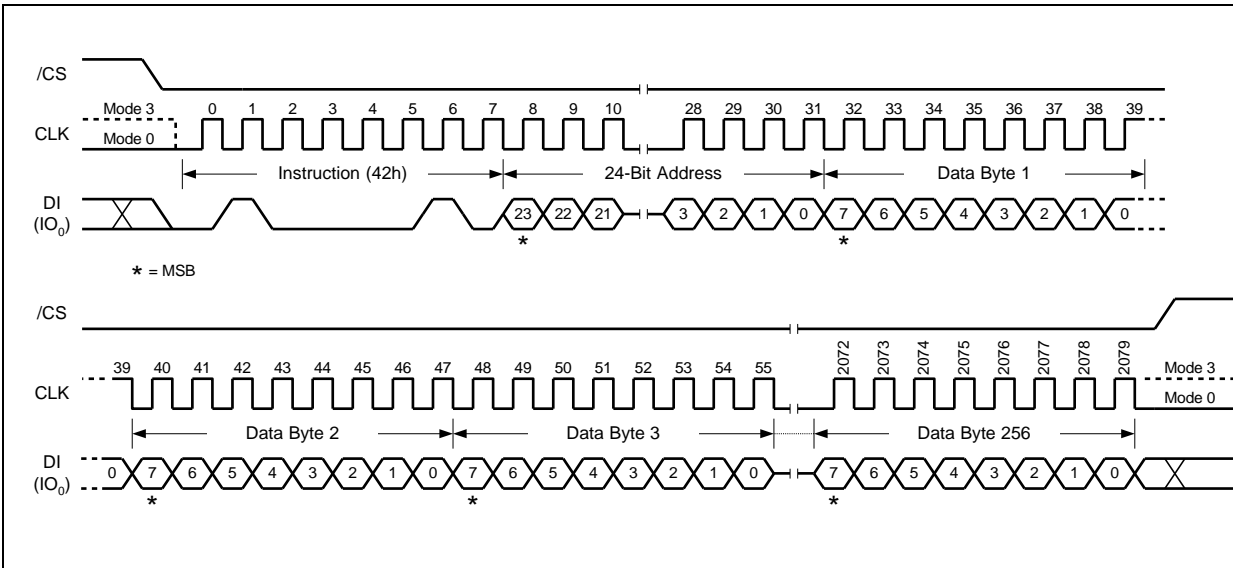 /CS
Mode 3
0 1 2 3 4 5 6 7 8 9 10 28 29 30 31 32 33 34 35 36 37 38 39
CLK
Mode 0
Instruction (42h) 24-Bit Address Data Byte 1
DI
(IO0)
23 22 21 3 2 1 0 7 6 5 4 3 2 1 0
* *
* = MSB
/CS
39 40 41 42 43 44 45 46 47 48 49 50 51 52 53 54 55 2072 2073 2074 2075 2076 2077 2078 2079
Mode 3
CLK
Mode 0
Data Byte 2 Data Byte 3 Data Byte 256
DI
(IO0)
0 7 6 5 4 3 2 1 0 7 6 5 4 3 2 1 0 7 6 5 4 3 2 1 0
* * *